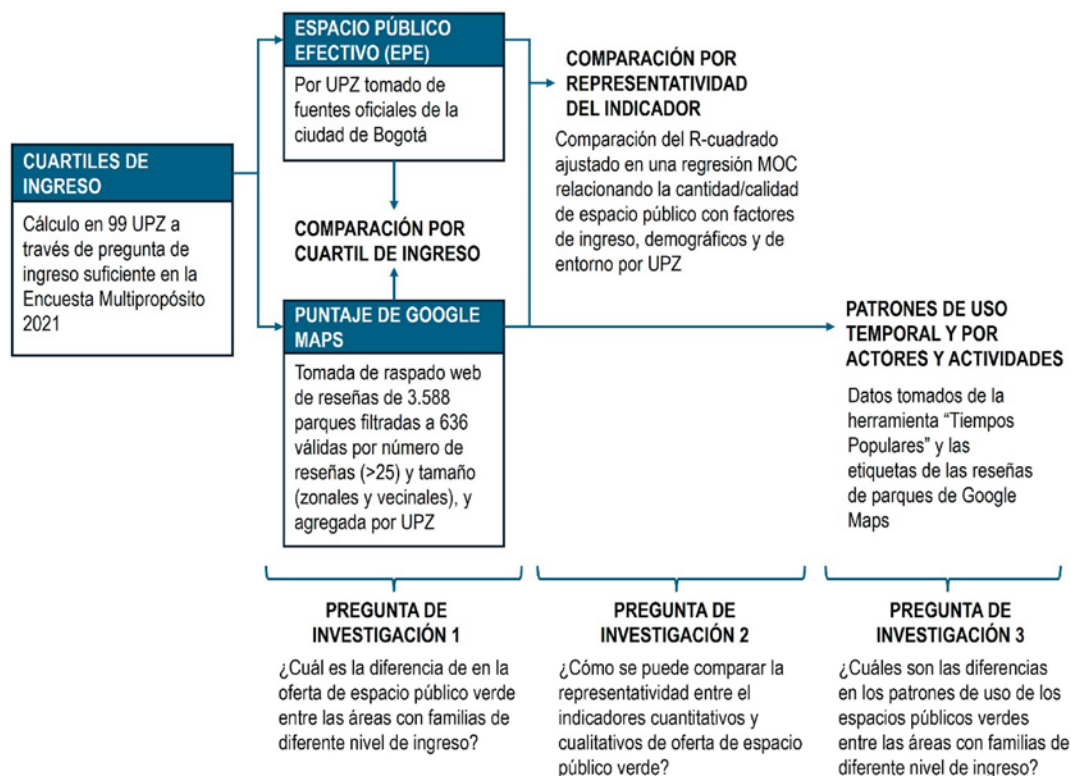 CUARTILES DE
INGRESO
Cálculo en 99 UPZ a
través de pregunta de
ingreso suficiente en la
Encuesta Multipropósito
2021
ESPACIO PÚBLICO
EFECTIVO (EPE)
Por UPZ tomado de
fuentes oficiales de la
ciudad de Bogotá
COMPARACIÓN POR
CUARTIL DE INGRESO
PUNTAJE DE GOOGLE
MAPS
Tomada de raspado web
de reseñas de 3.588
parques filtradas a 636
válidas por número de
reseñas (>25) y tamaño
(zonales y vecinales), y
agregada por UPZ
COMPARACIÓN POR
REPRESENTATIVIDAD
DEL INDICADOR
Comparación del R-cuadrado
ajustado en una regresión MOC
relacionando la cantidad/calidad
de espacio público con factores
de ingreso, demográficos y de
entorno por UPZ
PATRONES DE USO
TEMPORAL Y POR
ACTORES Y ACTIVIDADES
Datos tomados de la
herramienta “Tiempos
Populares” y las
etiquetas de las reseñas
de parques de Google
Maps
PREGUNTA DE
INVESTIGACIÓN 1
¿Cuál es la diferencia de en la
oferta de espacio público verde
entre las áreas con familias de
diferente nivel de ingreso?
PREGUNTA DE
INVESTIGACIÓN 2
¿Cómo se puede comparar la
representatividad entre el
indicadores cuantitativos y
cualitativos de oferta de espacio
público verde?
PREGUNTA DE
INVESTIGACIÓN 3
¿Cuáles son las diferencias
en los patrones de uso de los
espacios públicos verdes
entre las áreas con familias de
diferente nivel de ingreso?